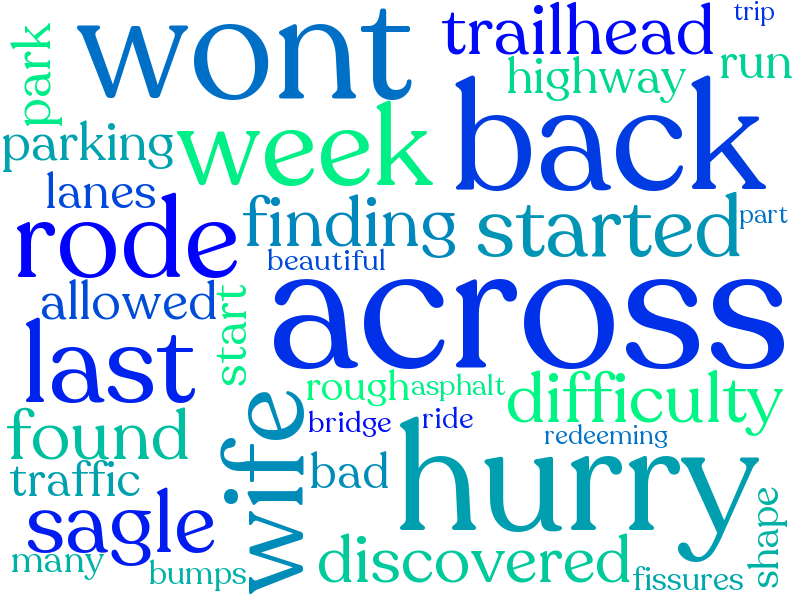 trip
wont
trailhead
park
highway
run
back
parking
week
lanes
rode
finding
started
part
beautiful
across
allowed
start
last
rough
asphalt
difficulty
wife
found
bridge
ride
redeeming
hurry
traffic
bad
sagle
shape
discovered
many
bumps
fissures